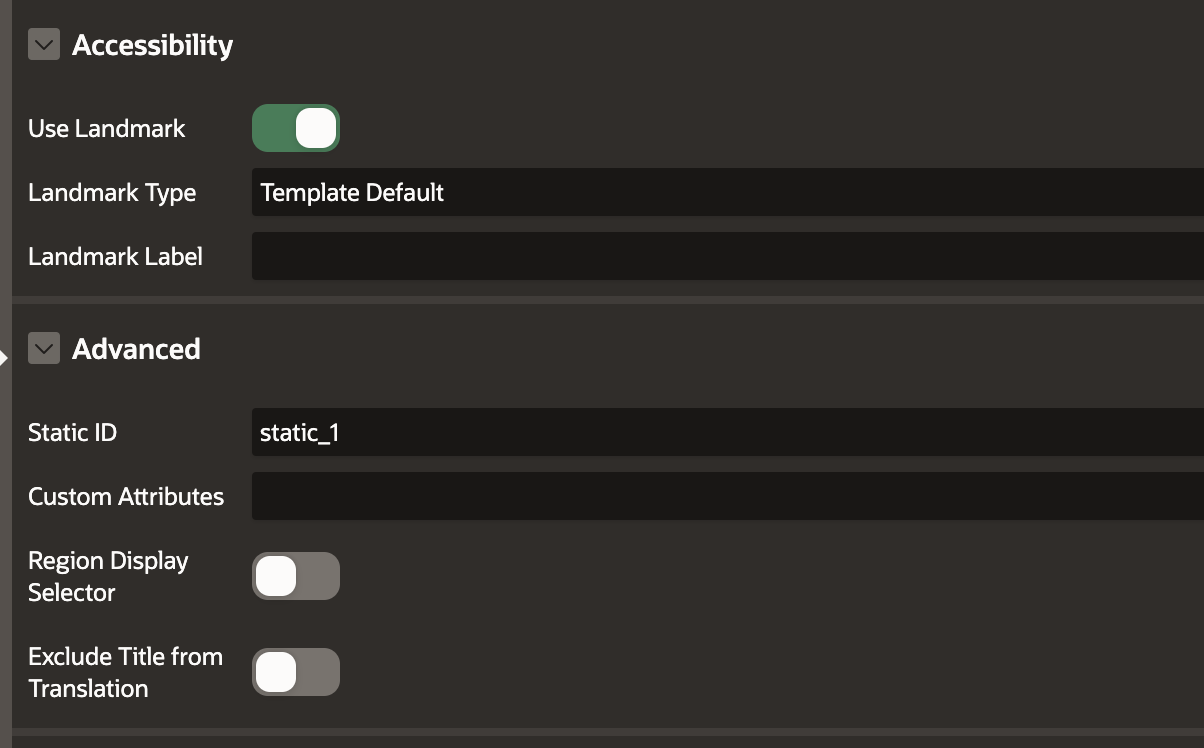 Accessibility
Use Landmark
Landmark Type
Template Default
Landmark Label
Advanced
Static ID
static_1
Custom Attributes
Region Display
Selector
Exclude Title from
Translation